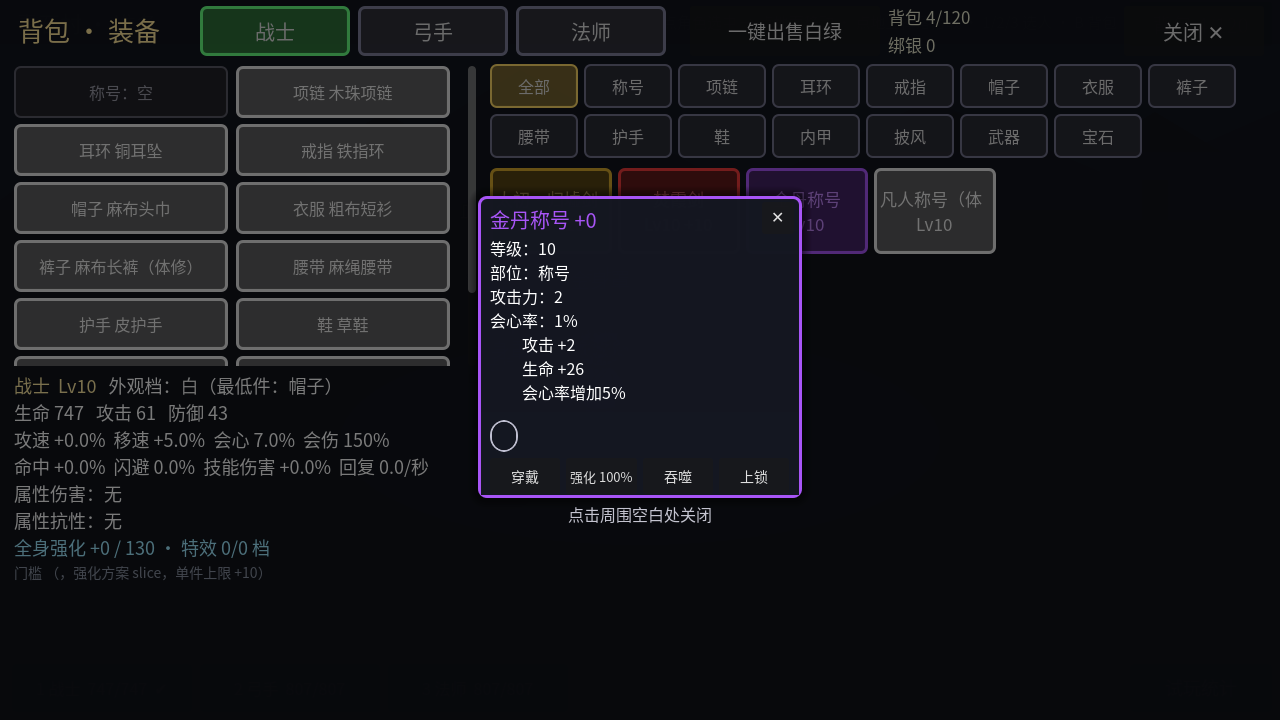 背包 · 装备
战士
弓手
法师
一键出售白绿
背包 4/120
绑银 0
关闭 ×
称号：空
项链 木珠项链
耳环 铜耳坠
戒指 铁指环
帽子 麻布头巾
衣服 粗布短衫
裤子 麻布长裤（体修）
腰带 麻绳腰带
护手 皮护手
鞋 草鞋
战士 Lv10 外观档：白（最低件：帽子）
生命 747 攻击 61 防御 43
攻速 +0.0% 移速 +5.0% 会心 7.0% 会伤 150%
命中 +0.0% 闪避 0.0% 技能伤害 +0.0% 回复 0.0/秒
属性伤害：无
属性抗性：无
全身强化 +0 / 130 · 特效 0/0 档
门槛 （，强化方案 slice，单件上限 +10）
全部
称号
项链
耳环
戒指
帽子
衣服
裤子
腰带
护手
鞋
内甲
披风
武器
宝石
凡人称号（体
Lv10
金丹称号 +0
×
等级：10
部位：称号
攻击力：2
会心率：1%
攻击 +2
生命 +26
会心率增加5%
穿戴
强化 100%
吞噬
上锁
点击周围空白处关闭